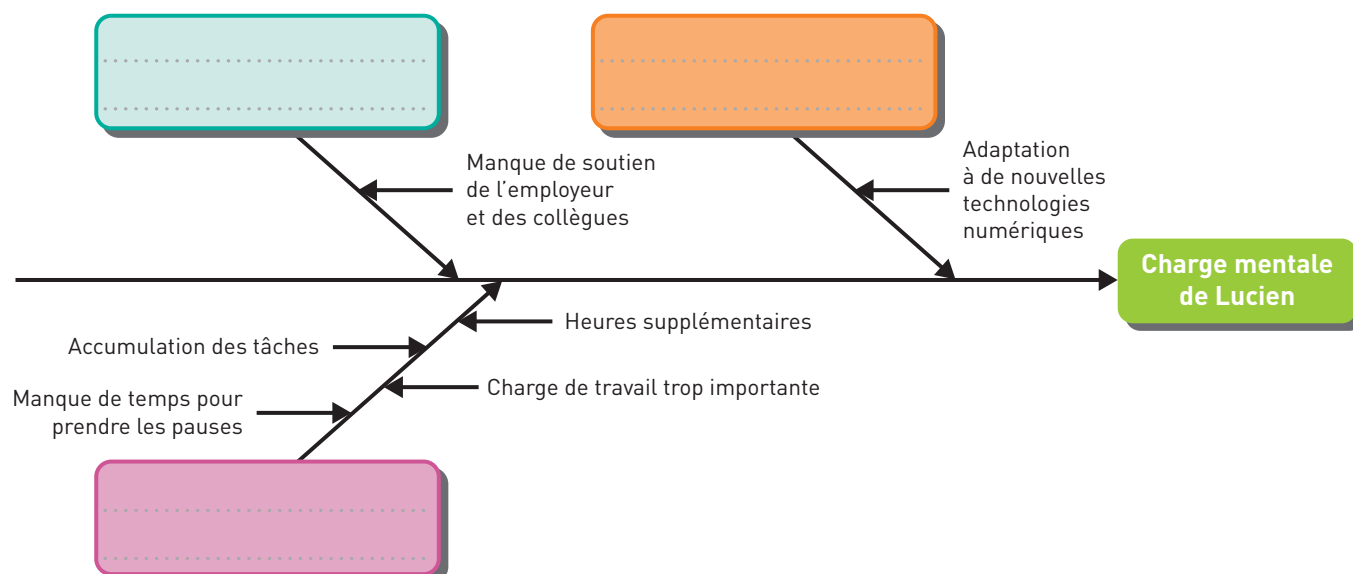 Manque de soutien
de l'employeur
et des collègues
Adaptation
à de nouvelles
technologies
numériques
Charge mentale
de Lucien
Heures supplémentaires
Accumulation des tâches
Charge de travail trop importante
Manque de temps pour
prendre les pauses